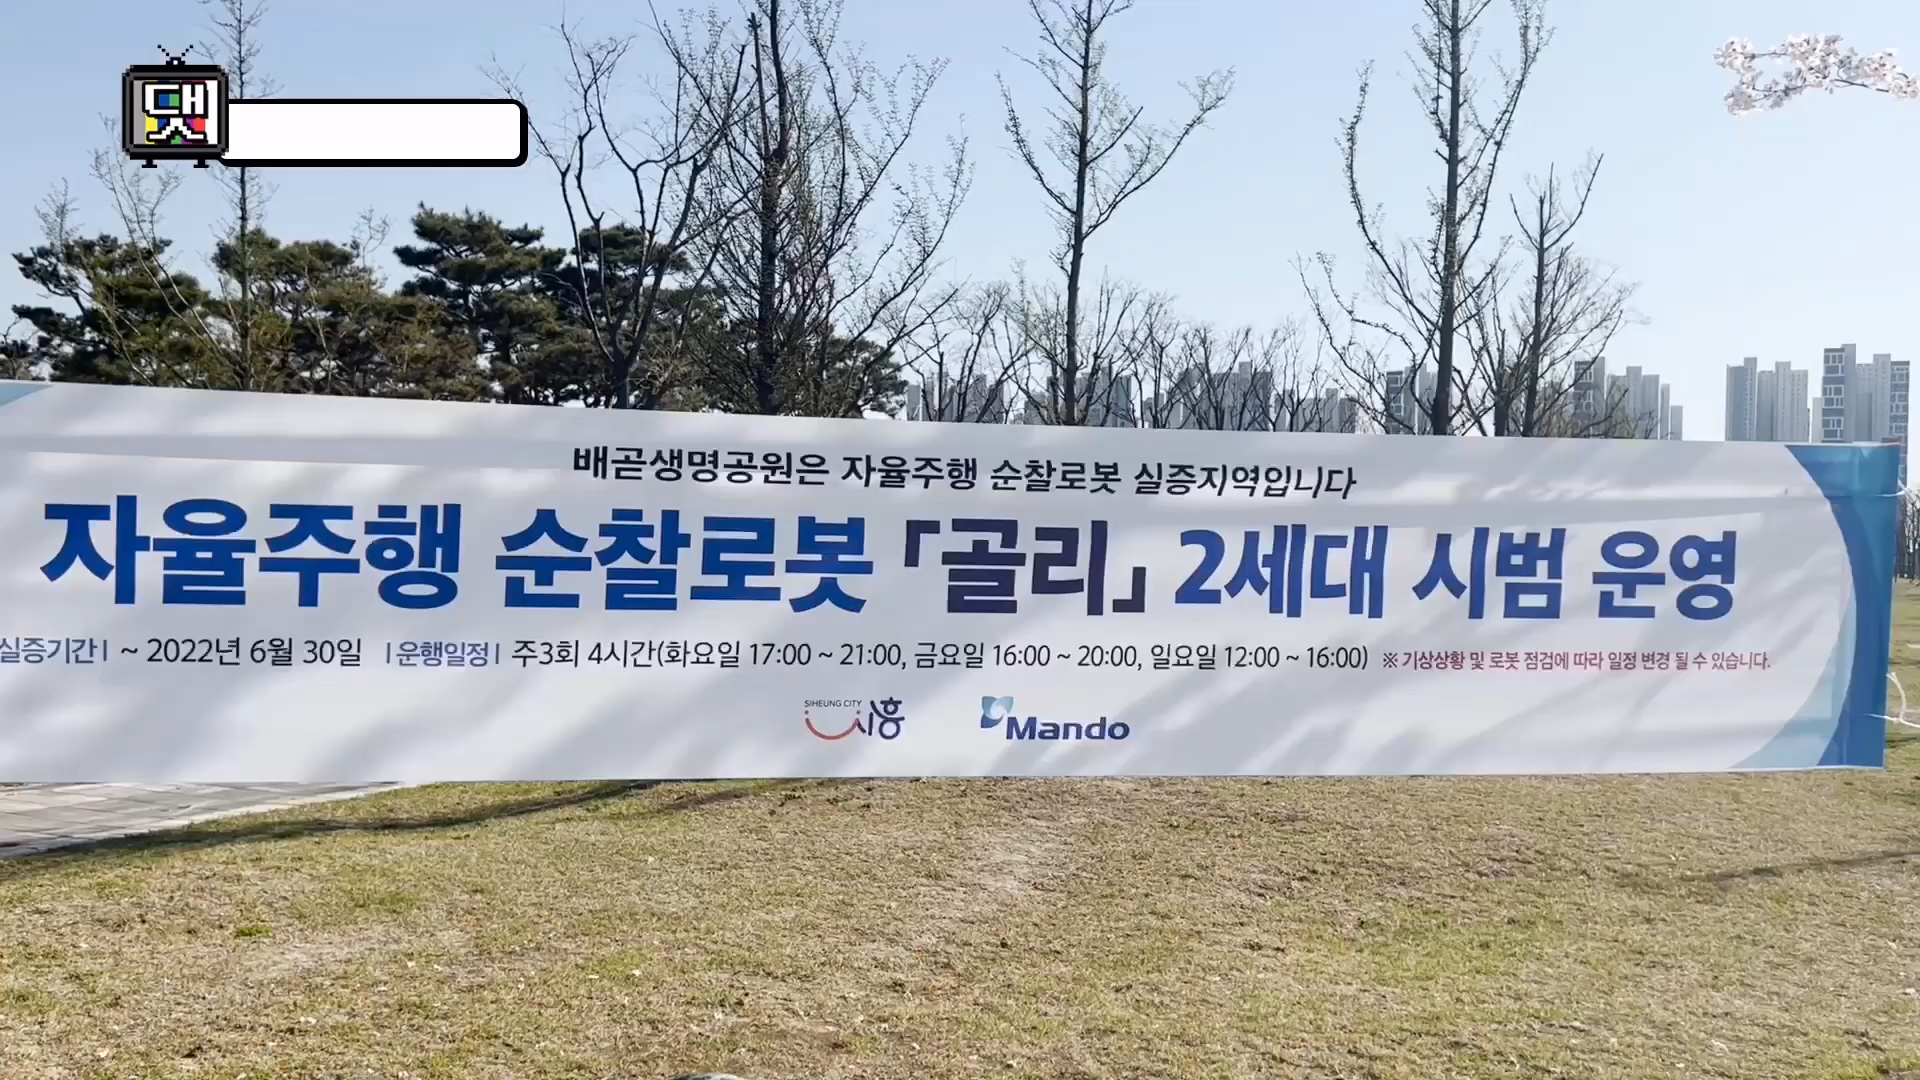 댓
배곧생명공원은 자율주행 순찰로봇 실증지역입니다
자율주행 순찰로봇 「골리」 2세대 시범 운영
실증기간 | ~ 2022년 6월 30일 | 운행일정 | 주3회 4시간(화요일 17:00 ~ 21:00, 금요일 16:00 ~ 20:00, 일요일 12:00 ~ 16:00) ※ 기상상황 및 로봇 점검에 따라 일정 변경 될 수 있습니다.
SIHEUNG CITY 시흥 Mando